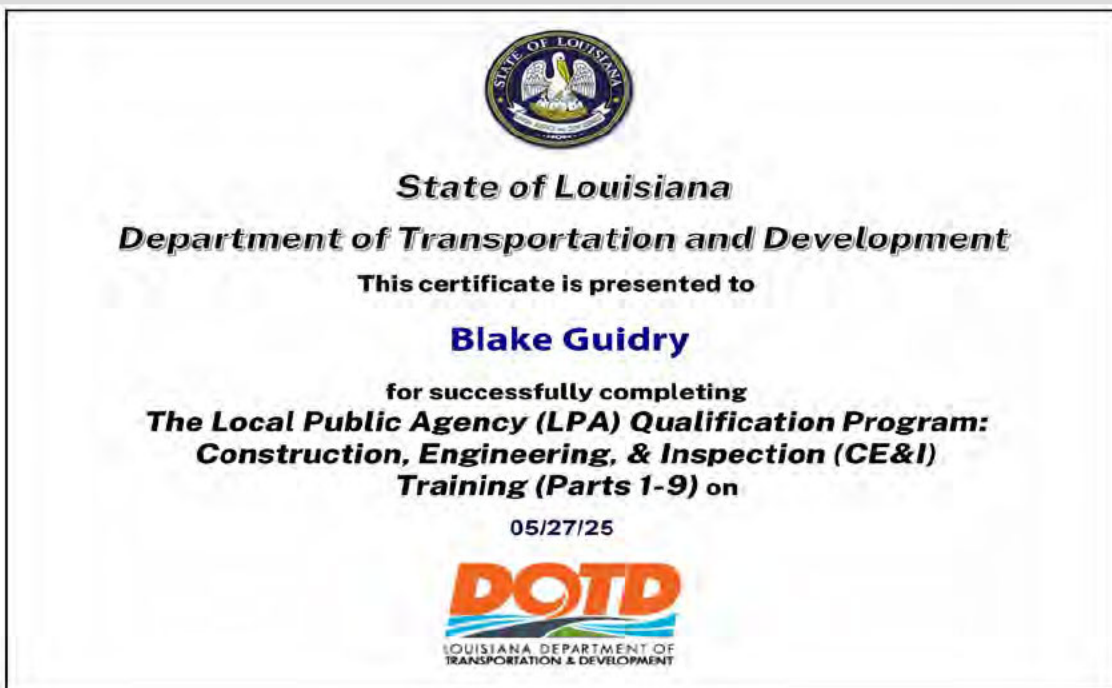 STATE OF LOUISIANA
State of Louisiana
Department of Transportation and Development
This certificate is presented to
Blake Guidry
for successfully completing
The Local Public Agency (LPA) Qualification Program:
Construction, Engineering, & Inspection (CE&I)
Training (Parts 1-9) on
05/27/25
DOTD
LOUISIANA DEPARTMENT OF
TRANSPORTATION & DEVELOPMENT